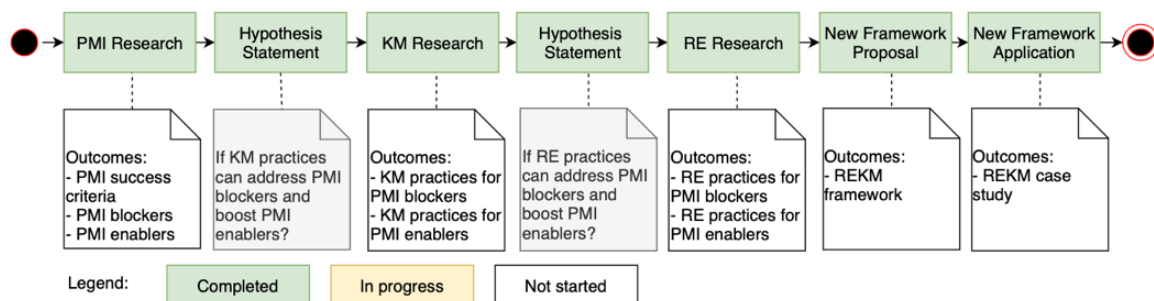 PMI Research
Hypothesis
Statement
KM Research
Hypothesis
Statement
RE Research
New Framework
Proposal
New Framework
Application
Outcomes:
- PMI success
criteria
- PMI blockers
- PMI enablers
If KM practices
can address PMI
blockers and
boost PMI
enablers?
Outcomes:
- KM practices for
PMI blockers
- KM practices for
PMI enablers
If RE practices
can address PMI
blockers and
boost PMI
enablers?
Outcomes:
- RE practices for
PMI blockers
- RE practices for
PMI enablers
Outcomes:
- REKM
framework
Outcomes:
- REKM case
study
Legend:
Completed
In progress
Not started